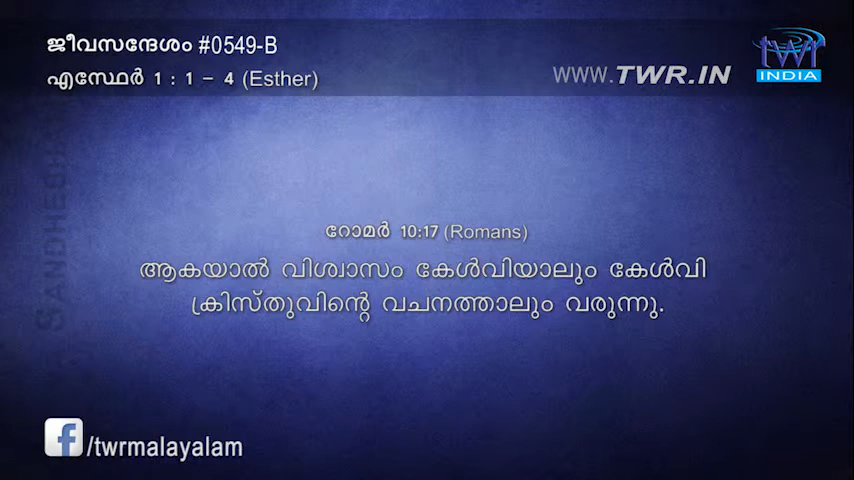 ജീവസന്ദേശം #0549-B
എസ്ഥേർ 1 : 1 - 4 (Esther)
WWW.TWR.IN
twr
INDIA
SANDHESHA
റോമർ 10:17 (Romans)
ആകയാൽ വിശ്വാസം കേൾവിയാലും കേൾവി
ക്രിസ്തുവിന്റെ വചനത്താലും വരുന്നു.
f/twrmalayalam